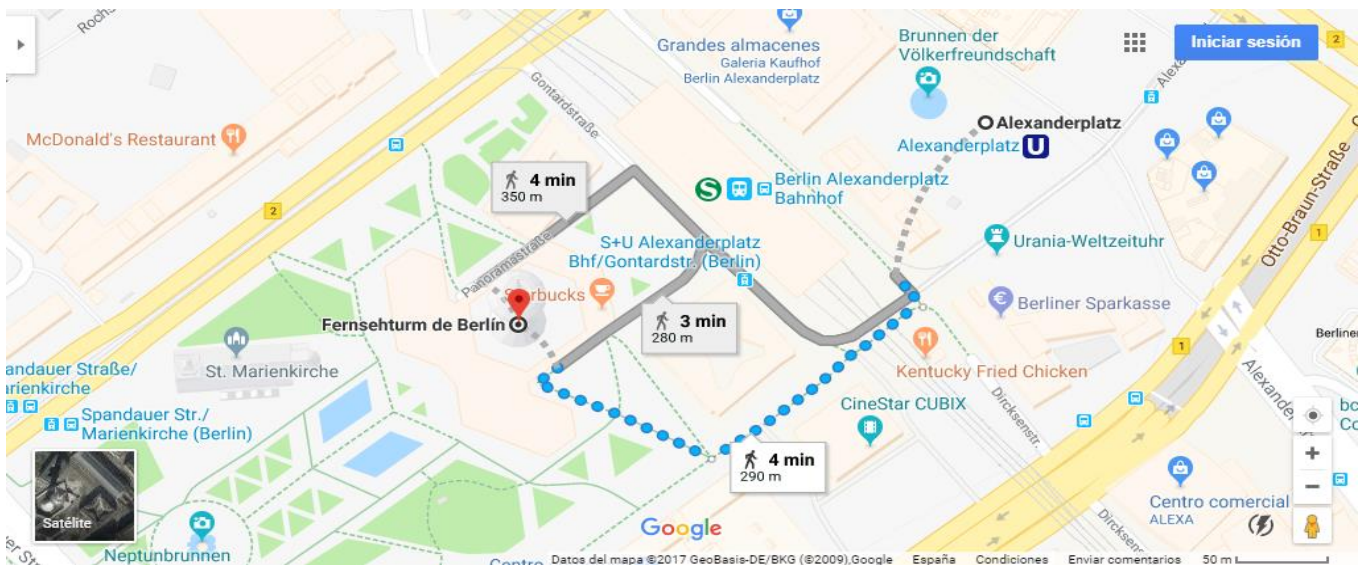 Rochs
Grandes almacenes
Galeria Kaufhof
Berlin Alexanderplatz
Brunnen der
Völkerfreundschaft
Iniciar sesión
2
Gontardstraße
McDonald's Restaurant
Alexanderplatz
Alexanderplatz
U
Otto-Braun-Straße
4 min
350 m
S
Berlin Alexanderplatz
Bahnhof
2
Panoramastraße
S+U Alexanderplatz
Bhf/Gontardstr. (Berlin)
Urania-Weltzeituhr
1
Starbucks
Berliner Sparkasse
Fernsehturm de Berlín
3 min
280 m
1
Berliner
St. Marienkirche
Kentucky Fried Chicken
andauer Straße/
arienkirche
Spandauer Str./
Marienkirche (Berlin)
CineStar CUBIX
Dircksenstr.
4 min
290 m
Satélite
Centro comercial
ALEXA
Google
Neptunbrunnen
Centro
Datos del mapa ©2017 GeoBasis-DE/BKG (©2009),Google España Condiciones Enviar comentarios 50 m